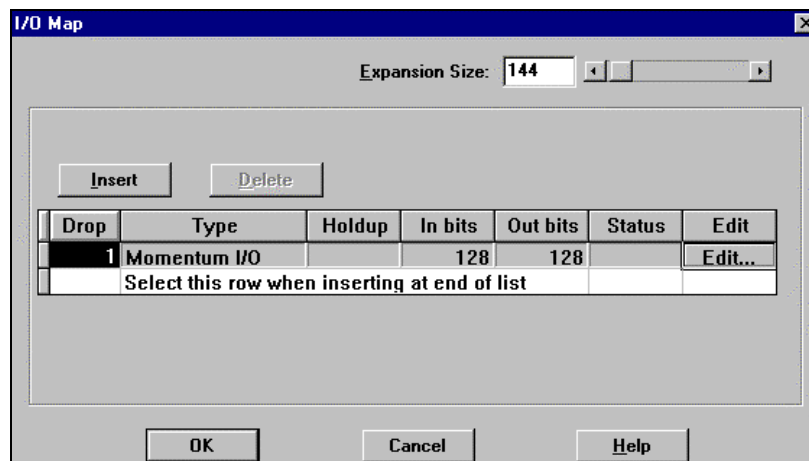 I/O Map
Expansion Size: 144
Insert Delete
Drop Type Holdup In bits Out bits Status Edit
1 Momentum I/O 128 128 Edit...
Select this row when inserting at end of list
OK Cancel Help